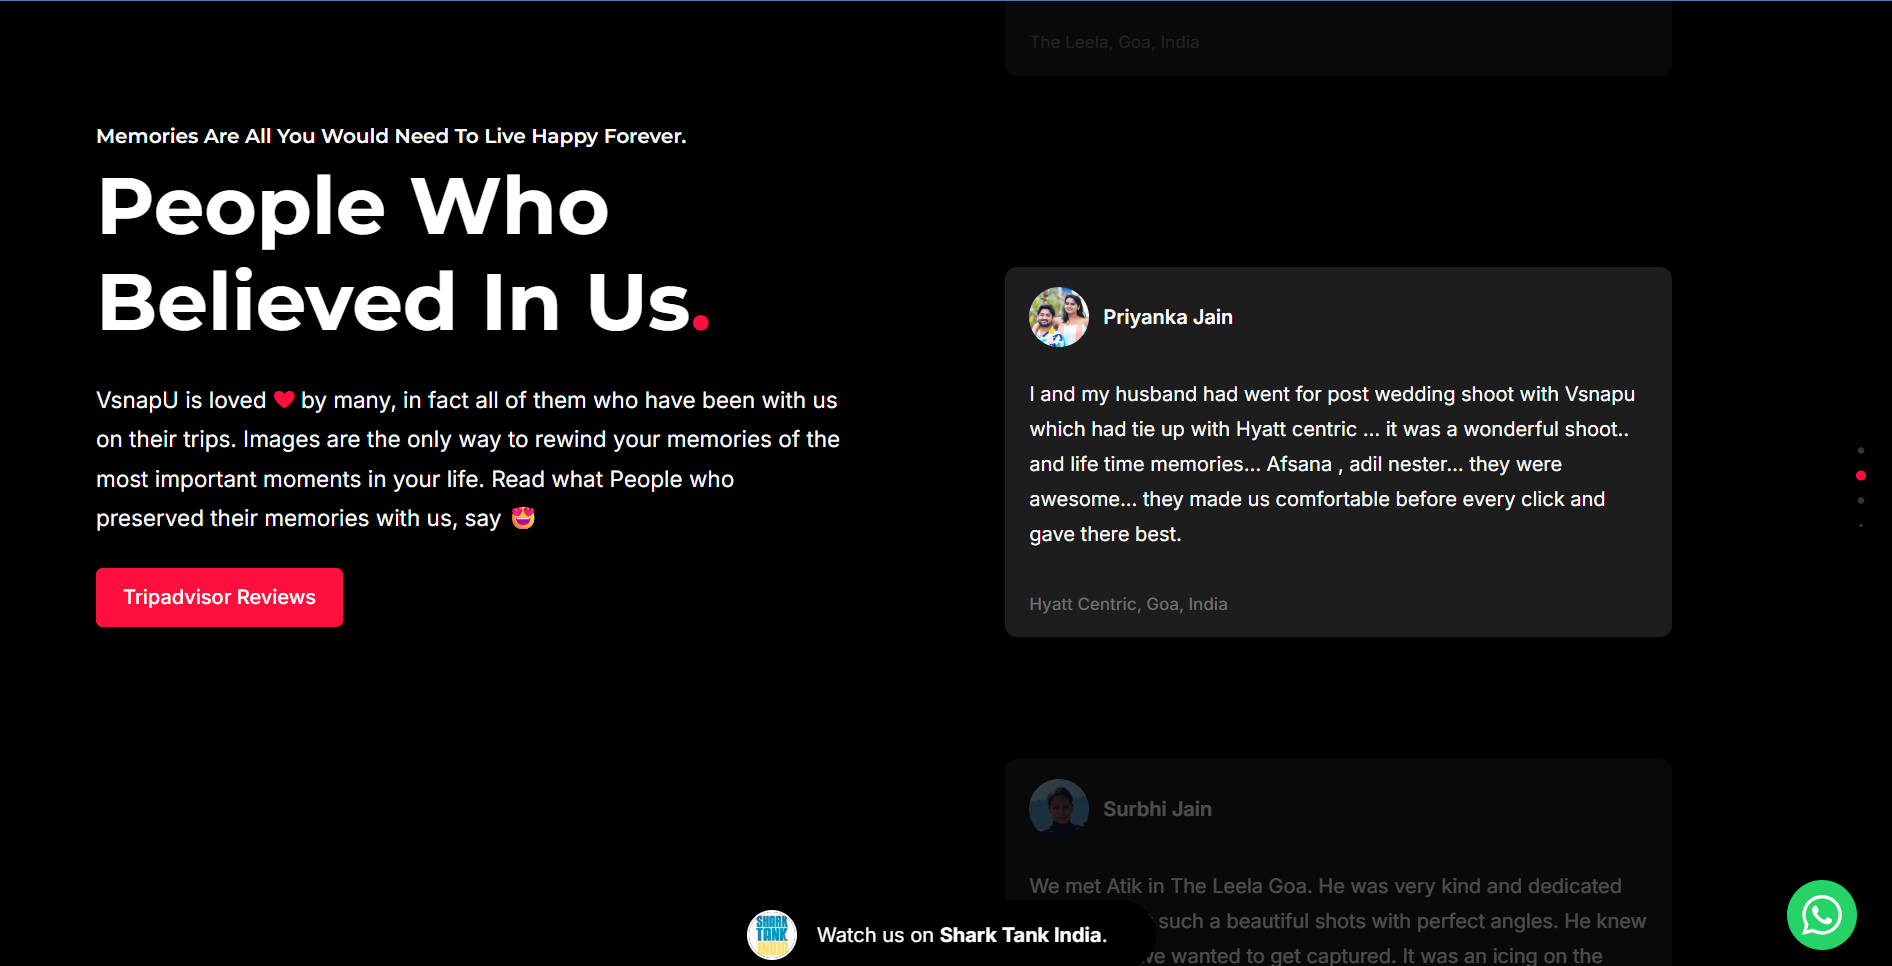 Memories Are All You Would Need To Live Happy Forever.
People Who
Believed In Us.
VsnapU is loved ❤ by many, in fact all of them who have been with us
on their trips. Images are the only way to rewind your memories of the
most important moments in your life. Read what People who
preserved their memories with us, say 😍
Tripadvisor Reviews
The Leela, Goa, India
Priyanka Jain
I and my husband had went for post wedding shoot with Vsnapu
which had tie up with Hyatt centric ... it was a wonderful shoot..
and life time memories... Afsana , adil nester... they were
awesome... they made us comfortable before every click and
gave there best.
Hyatt Centric, Goa, India
Surbhi Jain
We met Atik in The Leela Goa. He was very kind and dedicated
such a beautiful shots with perfect angles. He knew
wanted to get captured. It was an icing on the
SHARK
TANK
INDIA
Watch us on Shark Tank India.